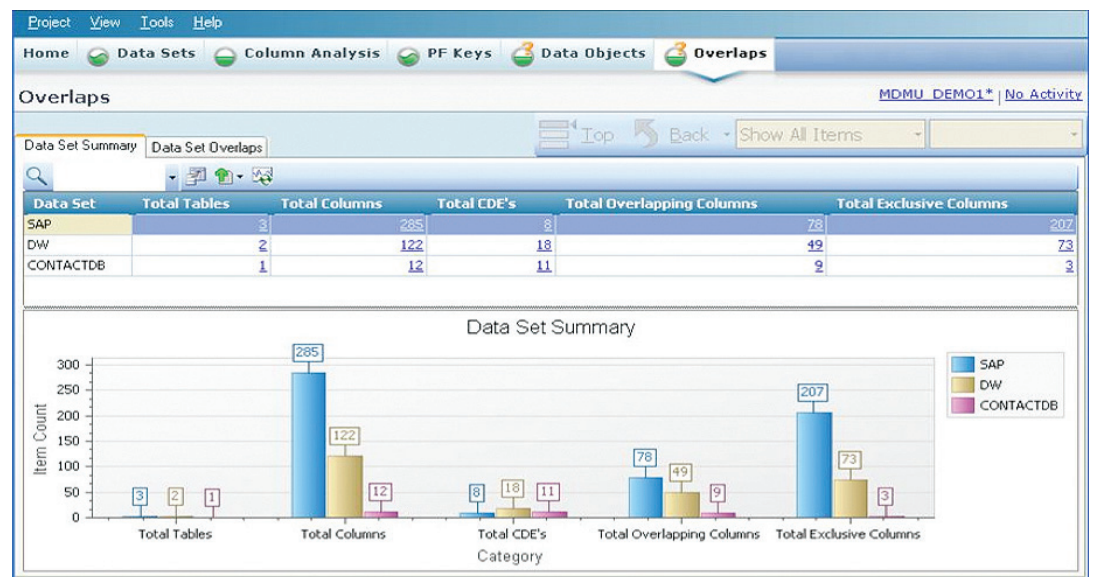 Project View Tools Help
Home Data Sets Column Analysis PF Keys Data Objects Overlaps
Overlaps MDMU_DEMO1* | No Activity
Top Back Show All Items
Data Set Summary Data Set Overlaps
Data Set Total Tables Total Columns Total CDE's Total Overlapping Columns Total Exclusive Columns
SAP 3 285 8 78 207
DW 2 122 18 49 73
CONTACTDB 1 12 11 9 3
Data Set Summary
300
250
200
150
100
50
0
Item Count
3 2 1
285 122 12
8 18 11
78 49 9
207 73 3
Total Tables Total Columns Total CDE's Total Overlapping Columns Total Exclusive Columns
Category
SAP
DW
CONTACTDB